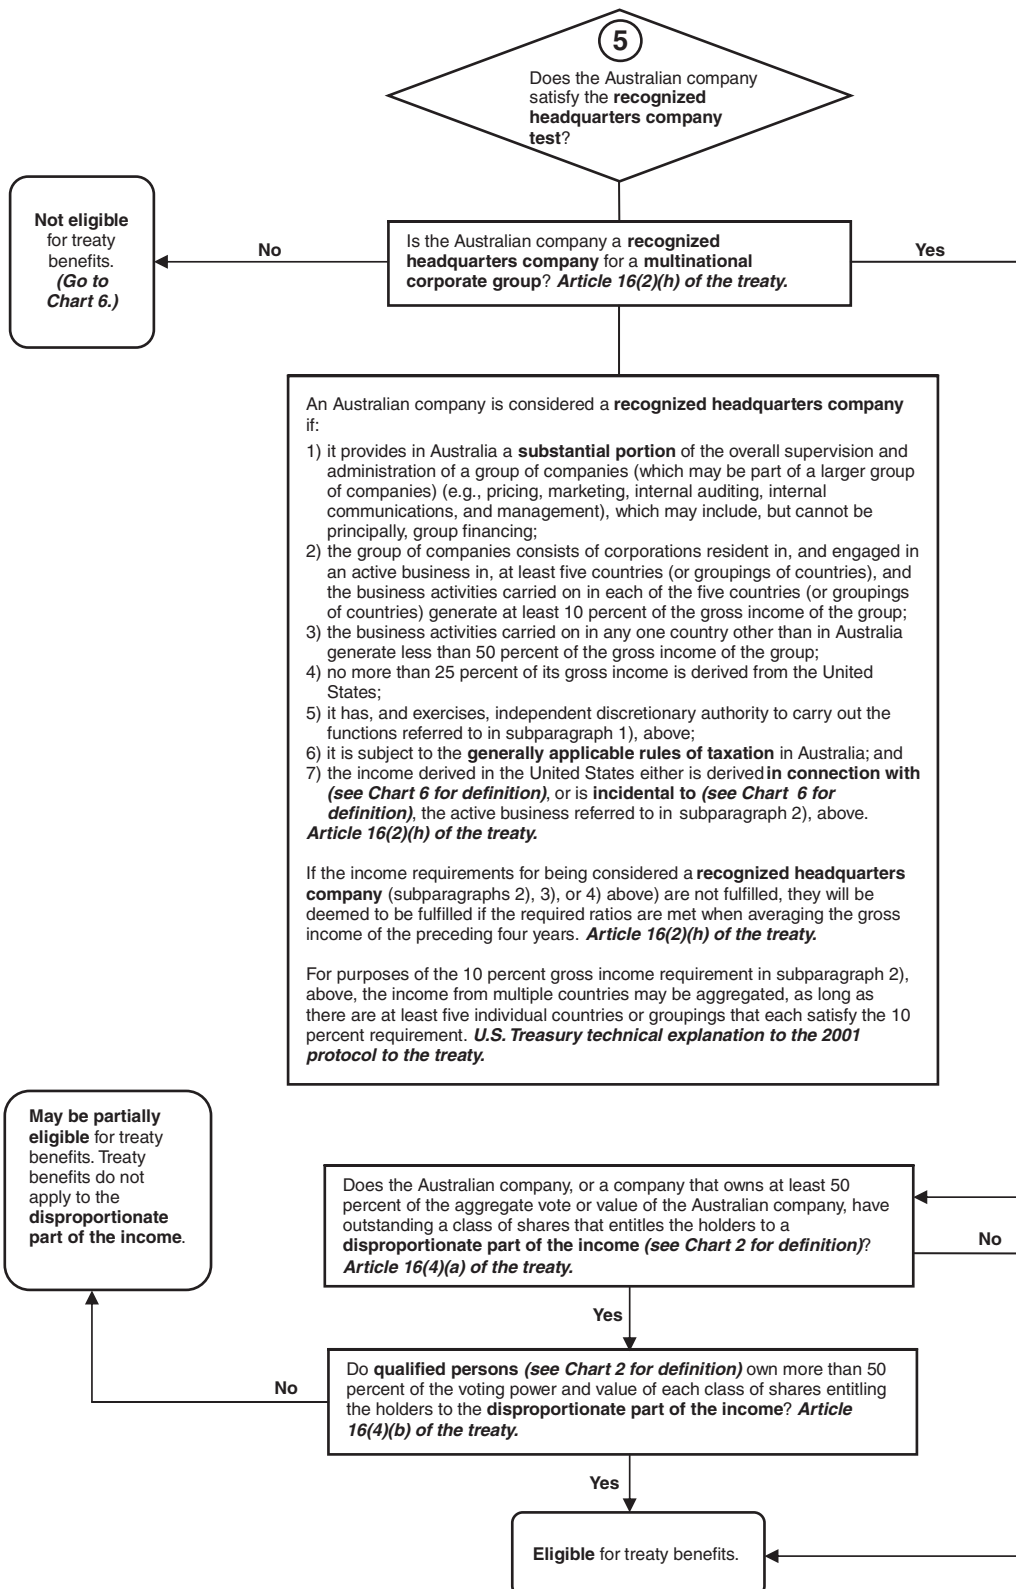 5
Does the Australian company
satisfy the recognized
headquarters company
test?
Not eligible
for treaty
benefits.
(Go to
Chart 6.)
No
Is the Australian company a recognized
headquarters company for a multinational
corporate group? Article 16(2)(h) of the treaty.
Yes
An Australian company is considered a recognized headquarters company
if:
1) it provides in Australia a substantial portion of the overall supervision and
administration of a group of companies (which may be part of a larger group
of companies) (e.g., pricing, marketing, internal auditing, internal
communications, and management), which may include, but cannot be
principally, group financing;
2) the group of companies consists of corporations resident in, and engaged in
an active business in, at least five countries (or groupings of countries), and
the business activities carried on in each of the five countries (or groupings
of countries) generate at least 10 percent of the gross income of the group;
3) the business activities carried on in any one country other than in Australia
generate less than 50 percent of the gross income of the group;
4) no more than 25 percent of its gross income is derived from the United
States;
5) it has, and exercises, independent discretionary authority to carry out the
functions referred to in subparagraph 1), above;
6) it is subject to the generally applicable rules of taxation in Australia; and
7) the income derived in the United States either is derived in connection with
(see Chart 6 for definition), or is incidental to (see Chart 6 for
definition), the active business referred to in subparagraph 2), above.
Article 16(2)(h) of the treaty.
If the income requirements for being considered a recognized headquarters
company (subparagraphs 2), 3), or 4) above) are not fulfilled, they will be
deemed to be fulfilled if the required ratios are met when averaging the gross
income of the preceding four years. Article 16(2)(h) of the treaty.
For purposes of the 10 percent gross income requirement in subparagraph 2),
above, the income from multiple countries may be aggregated, as long as
there are at least five individual countries or groupings that each satisfy the 10
percent requirement. U.S. Treasury technical explanation to the 2001
protocol to the treaty.
May be partially
eligible for treaty
benefits. Treaty
benefits do not
apply to the
disproportionate
part of the income.
Does the Australian company, or a company that owns at least 50
percent of the aggregate vote or value of the Australian company, have
outstanding a class of shares that entitles the holders to a
disproportionate part of the income (see Chart 2 for definition)?
Article 16(4)(a) of the treaty.
No
Yes
Do qualified persons (see Chart 2 for definition) own more than 50
percent of the voting power and value of each class of shares entitling
the holders to the disproportionate part of the income? Article
16(4)(b) of the treaty.
No
Yes
Eligible for treaty benefits.